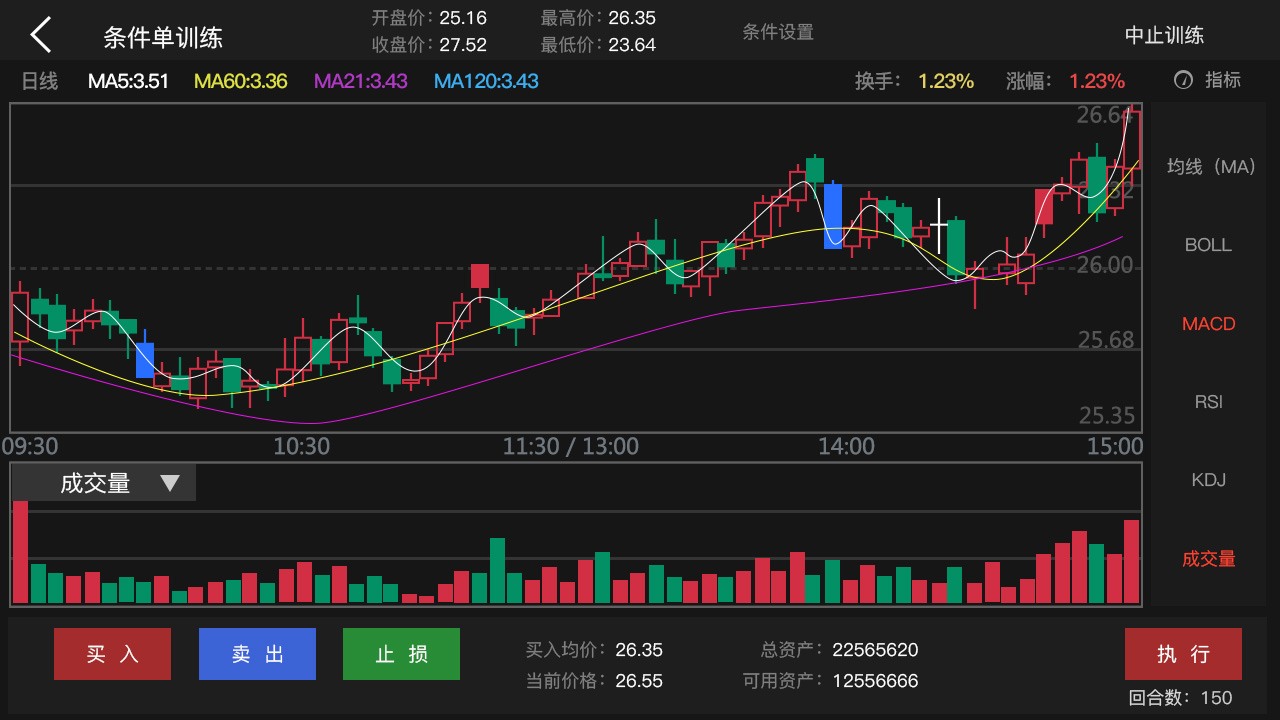 条件单训练
开盘价：25.16 最高价：26.35
收盘价：27.52 最低价：23.64
条件设置
中止训练
日线 MA5:3.51 MA60:3.36 MA21:3.43 MA120:3.43 换手：1.23% 涨幅：1.23% 指标
26.64
26.32
26.00
25.68
25.35
09:30 10:30 11:30 / 13:00 14:00 15:00
均线（MA）
BOLL
MACD
RSI
KDJ
成交量
成交量
买 入 卖 出 止 损
买入均价：26.35 总资产：22565620
当前价格：26.55 可用资产：12556666
执 行
回合数：150